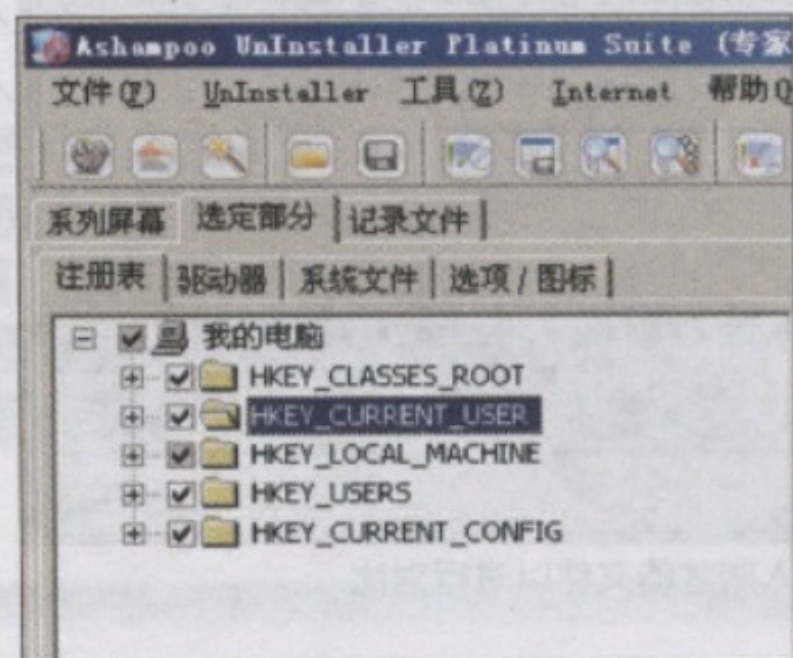 Ashampoo UnInstaller Platinum Suite (专家
文件(F) UnInstaller 工具(Z) Internet 帮助(
系列屏幕 选定部分 记录文件
注册表 驱动器 系统文件 选项 / 图标
我的电脑
HKEY_CLASSES_ROOT
HKEY_CURRENT_USER
HKEY_LOCAL_MACHINE
HKEY_USERS
HKEY_CURRENT_CONFIG